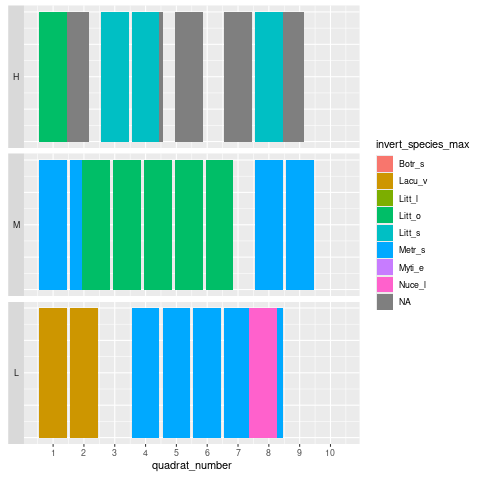 H
M
L
1 2 3 4 5 6 7 8 9 10
quadrat_number
invert_species_max
Botr_s
Lacu_v
Litt_l
Litt_o
Litt_s
Metr_s
Myti_e
Nuce_l
NA